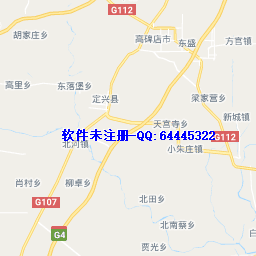 G112
胡家庄乡
高碑店市
东盛
方官镇
高里乡
东落堡乡
定兴县
梁家营乡
新城镇
天宫寺乡
软件未注册-QQ:64445322
G112
北河镇
小朱庄镇
肖村乡
柳卓乡
G107
北田乡
北南蔡乡
G4
贾光乡